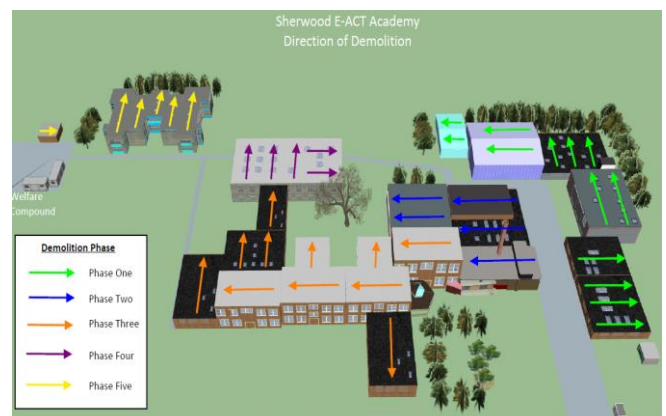 Sherwood E-ACT Academy
Direction of Demolition
Welfare
Compound
Demolition Phase
Phase One
Phase Two
Phase Three
Phase Four
Phase Five